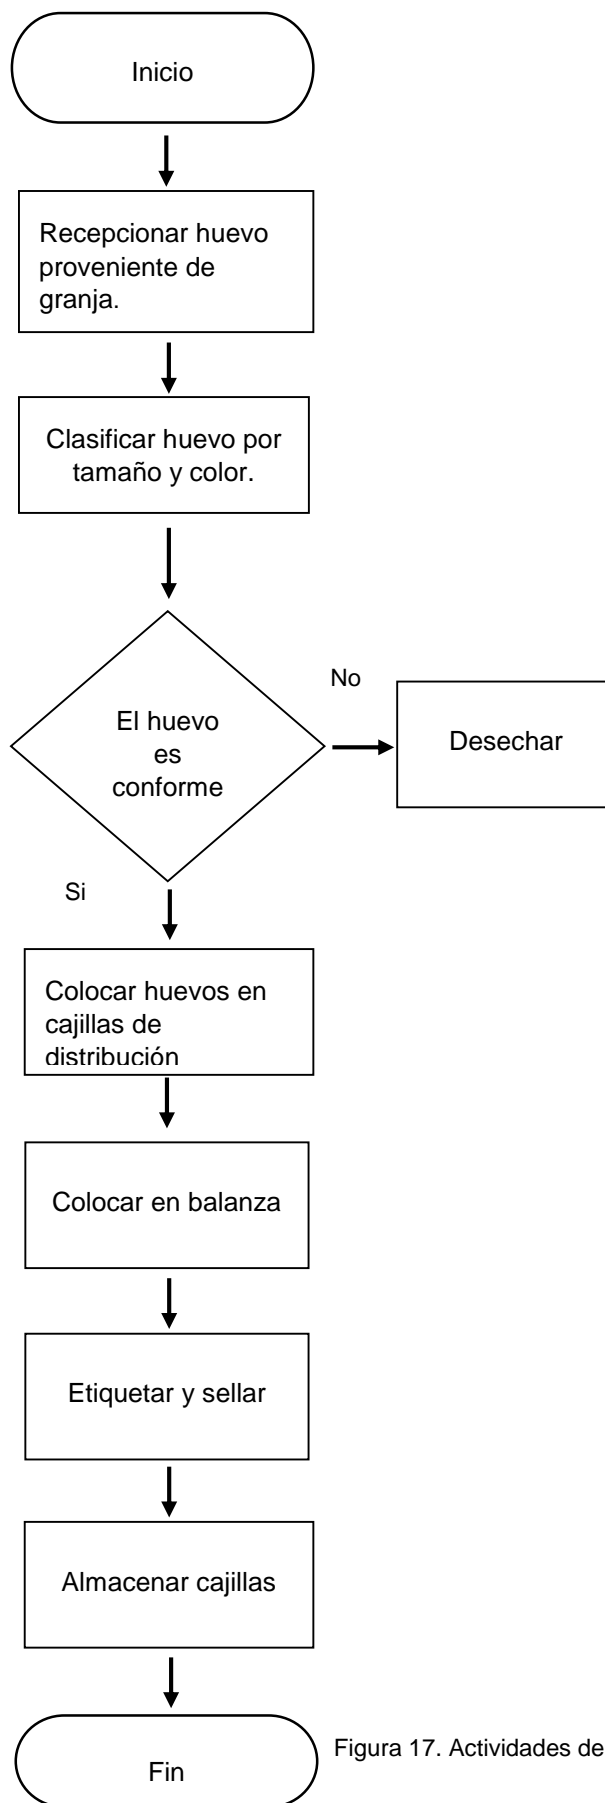 Inicio
Recepcionar huevo
proveniente de
granja.
Clasificar huevo por
tamaño y color.
El huevo
es
conforme
No
Desechar
Si
Colocar huevos en
cajillas de
distribución
Colocar en balanza
Etiquetar y sellar
Almacenar cajillas
Fin
Figura 17. Actividades de